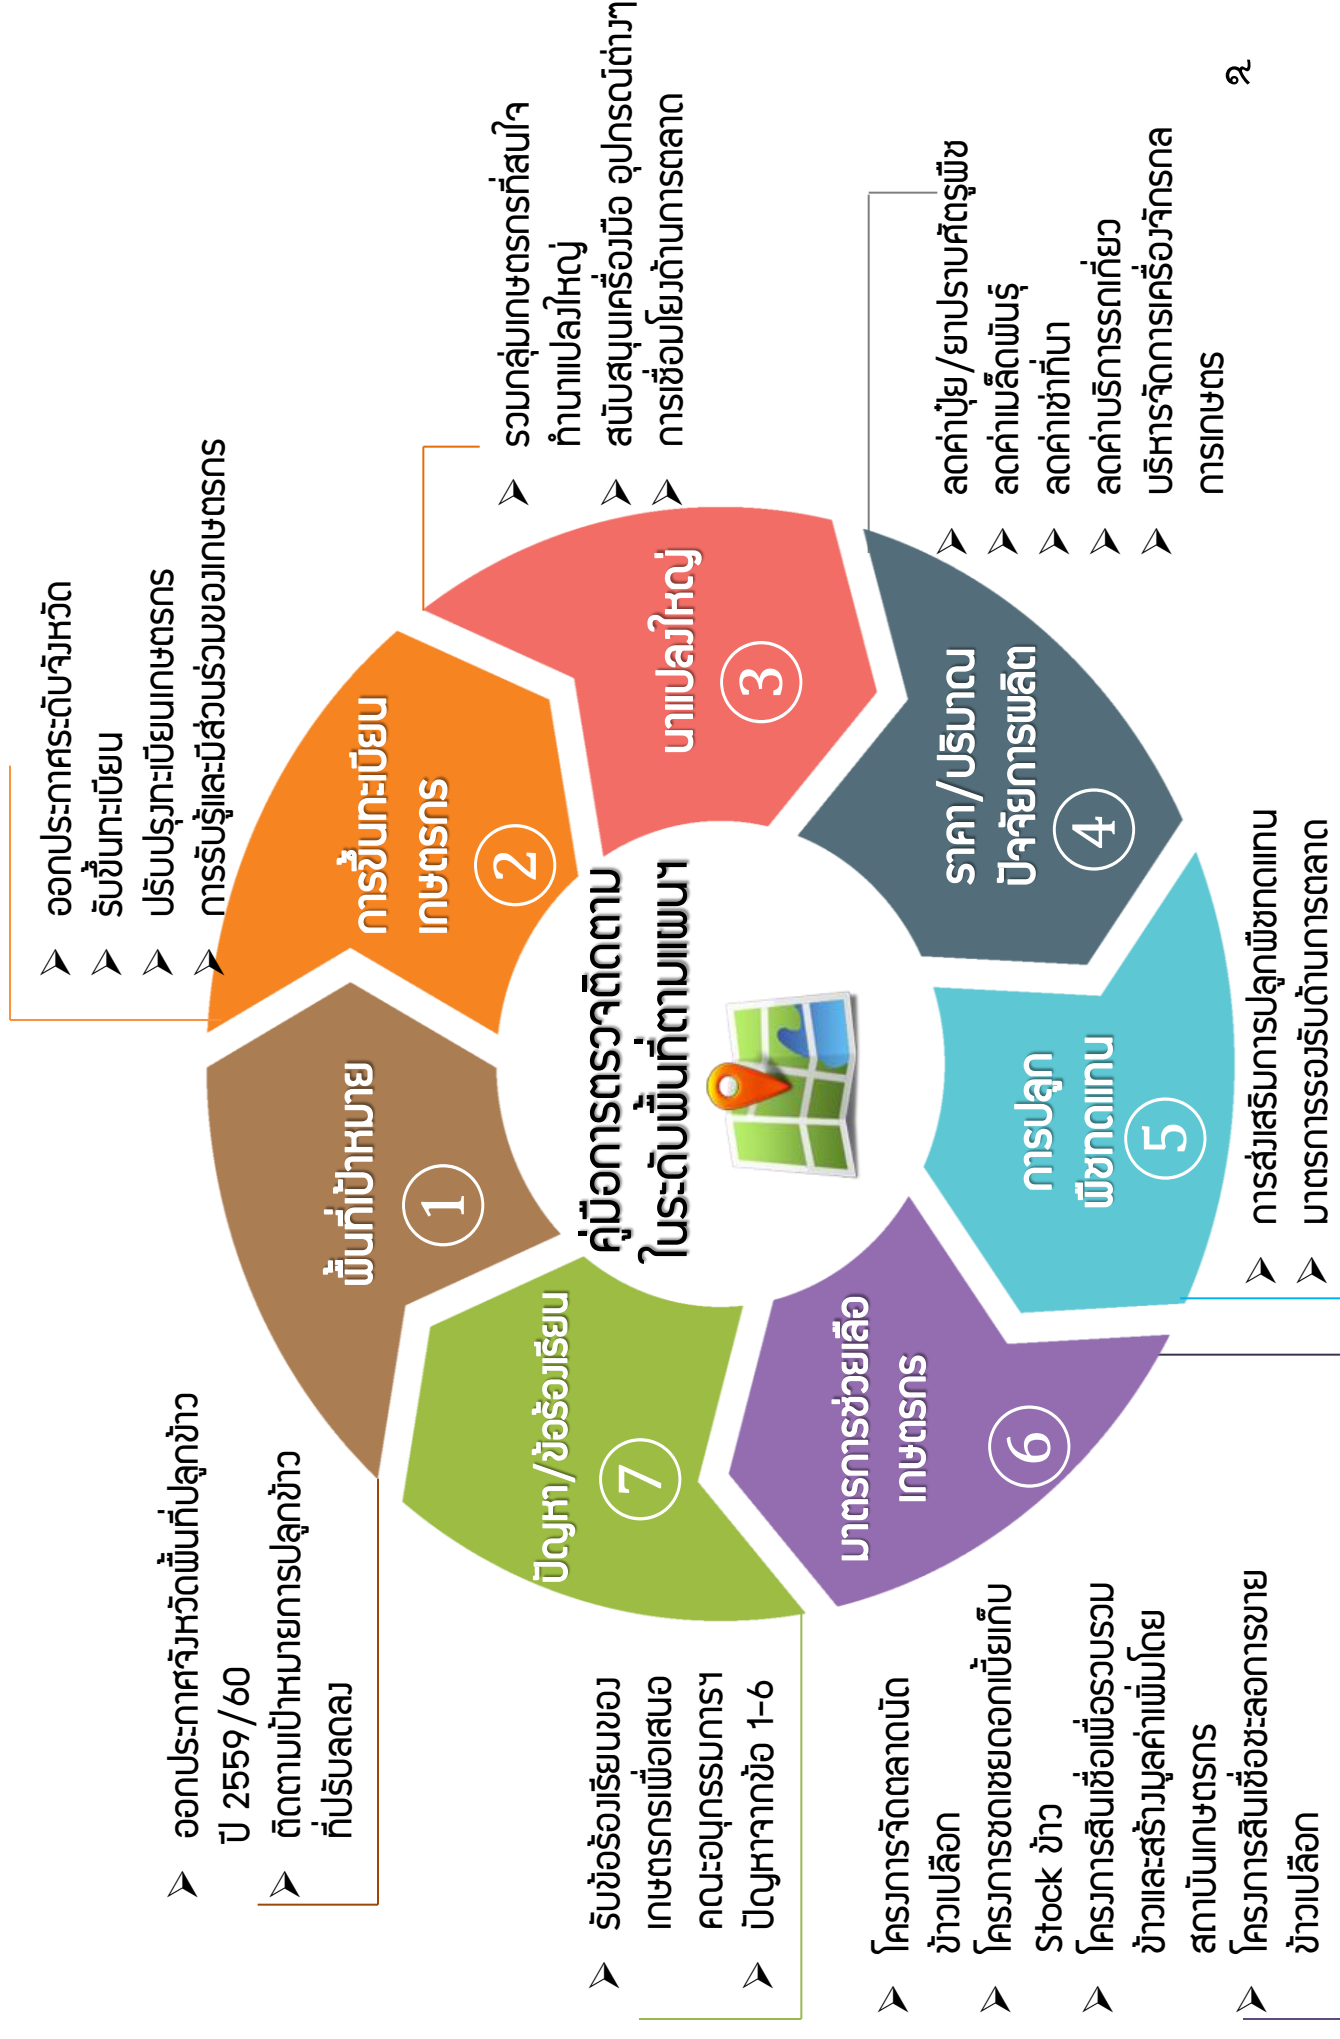 คู่มือการตรวจติดตาม
ในระดับพื้นที่ตามแผนฯ
พื้นที่เป้าหมาย
1
➢ ออกประกาศจังหวัดพื้นที่ปลูกข้าว
ปี 2559/60
➢ ติดตามเป้าหมายการปลูกข้าว
ที่ปรับลดลง
การขึ้นทะเบียน
เกษตรกร
2
➢ ออกประกาศระดับจังหวัด
➢ รับขึ้นทะเบียน
➢ ปรับปรุงทะเบียนเกษตรกร
➢ การรับรู้และมีส่วนร่วมของเกษตรกร
นาแปลงใหญ่
3
➢ รวมกลุ่มเกษตรกรที่สนใจ
ทำนาแปลงใหญ่
➢ สนับสนุนเครื่องมือ อุปกรณ์ต่างๆ
➢ การเชื่อมโยงด้านการตลาด
ราคา/ปริมาณ
ปัจจัยการผลิต
4
➢ ลดค่าปุ๋ย/ยาปราบศัตรูพืช
➢ ลดค่าเมล็ดพันธุ์
➢ ลดค่าเช่าที่นา
➢ ลดค่าบริการรถเกี่ยว
➢ บริหารจัดการเครื่องจักรกล
การเกษตร
การปลูก
พืชทดแทน
5
➢ การส่งเสริมการปลูกพืชทดแทน
➢ มาตรการรองรับด้านการตลาด
มาตรการช่วยเลือ
เกษตรกร
6
➢ โครงการจัดตลาดนัด
ข้าวเปลือก
➢ โครงการชดเชยดอกเบี้ยเก็บ
Stock ข้าว
➢ โครงการสินเชื่อเพื่อรวบรวม
ข้าวและสร้างมูลค่าเพิ่มโดย
สถาบันเกษตรกร
➢ โครงการสินเชื่อชะลอการขาย
ข้าวเปลือก
ปัญหา/ข้อร้องเรียน
7
➢ รับข้อร้องเรียนของ
เกษตรกรเพื่อเสนอ
คณะอนุกรรมการฯ
➢ ปัญหาจากข้อ 1-6